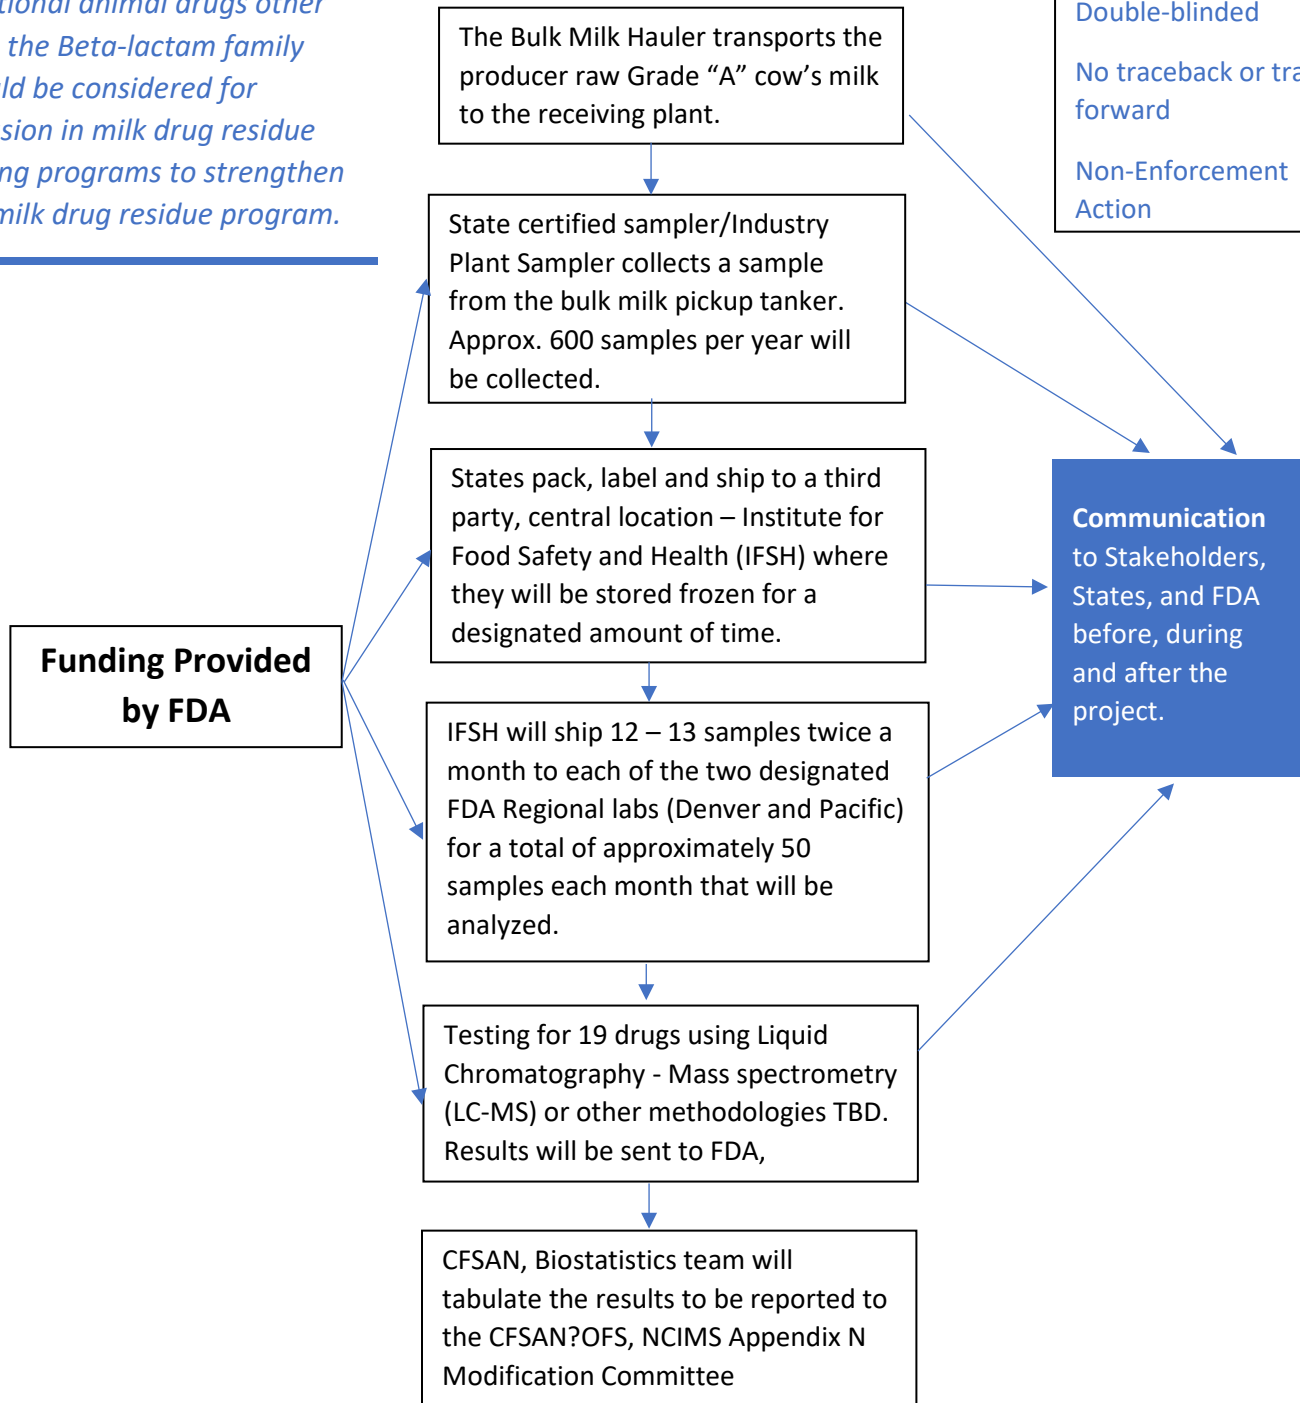 tional animal drugs other
the Beta-lactam family
ld be considered for
sion in milk drug residue
ng programs to strengthen
milk drug residue program.
The Bulk Milk Hauler transports the
producer raw Grade “A” cow’s milk
to the receiving plant.
Double-blinded
No traceback or tra
forward
Non-Enforcement
Action
State certified sampler/Industry
Plant Sampler collects a sample
from the bulk milk pickup tanker.
Approx. 600 samples per year will
be collected.
States pack, label and ship to a third
party, central location – Institute for
Food Safety and Health (IFSH) where
they will be stored frozen for a
designated amount of time.
Funding Provided
by FDA
IFSH will ship 12 – 13 samples twice a
month to each of the two designated
FDA Regional labs (Denver and Pacific)
for a total of approximately 50
samples each month that will be
analyzed.
Communication
to Stakeholders,
States, and FDA
before, during
and after the
project.
Testing for 19 drugs using Liquid
Chromatography - Mass spectrometry
(LC-MS) or other methodologies TBD.
Results will be sent to FDA,
CFSAN, Biostatistics team will
tabulate the results to be reported to
the CFSAN?OFS, NCIMS Appendix N
Modification Committee